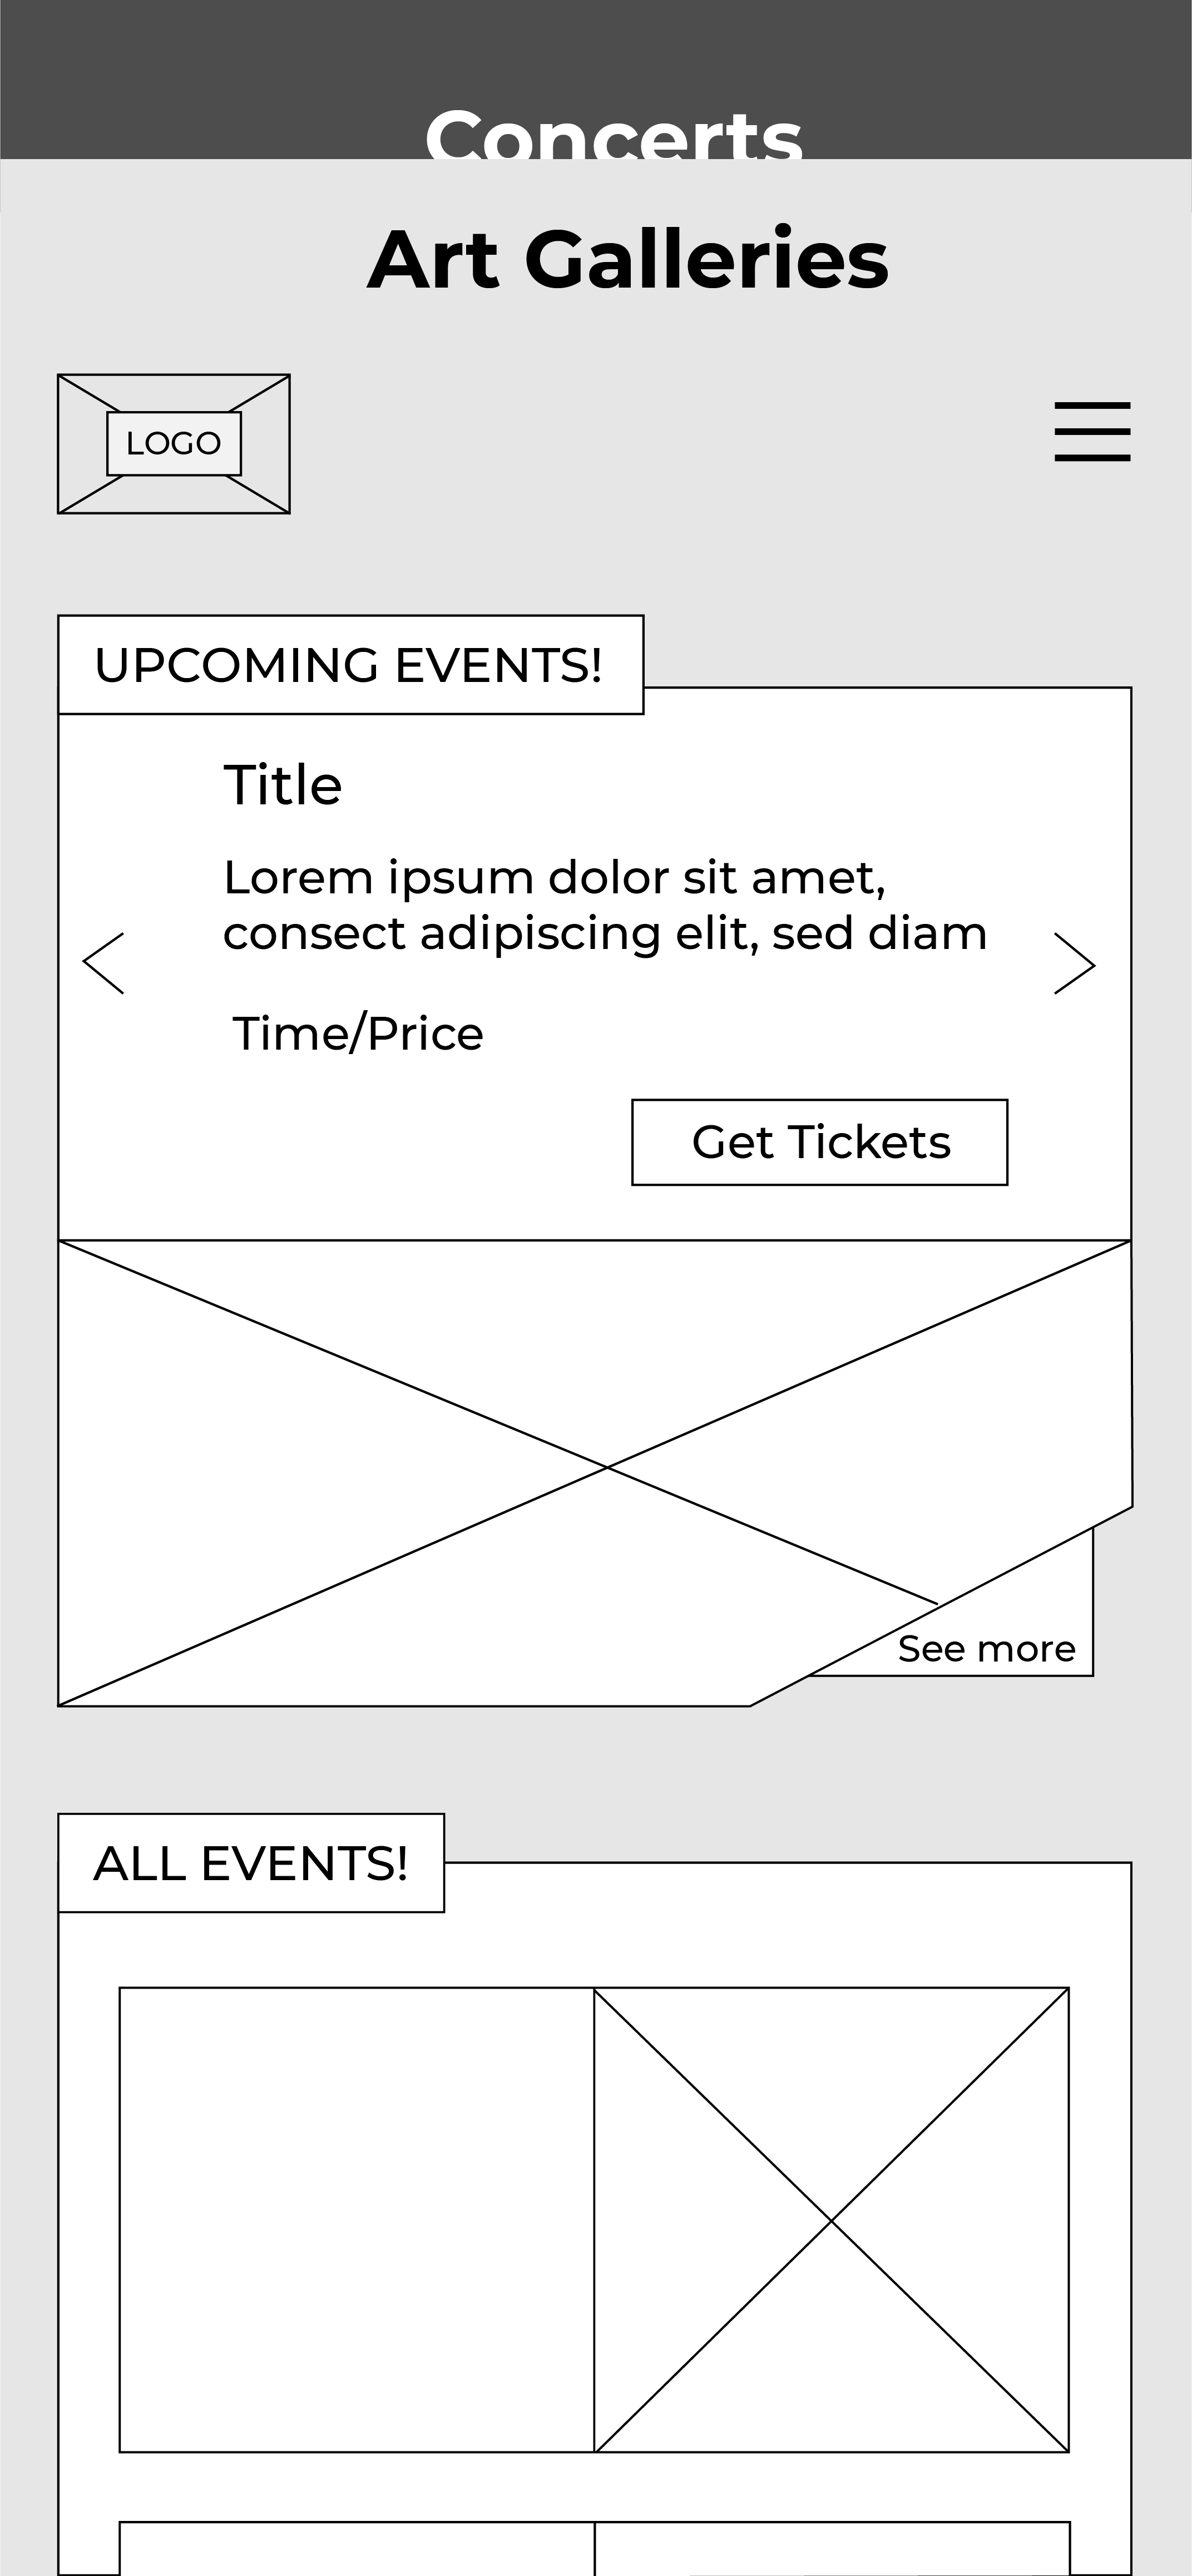 Concerts
Art Galleries
LOGO
UPCOMING EVENTS!
Title
Lorem ipsum dolor sit amet,
consect adipiscing elit, sed diam
Time/Price
Get Tickets
See more
ALL EVENTS!